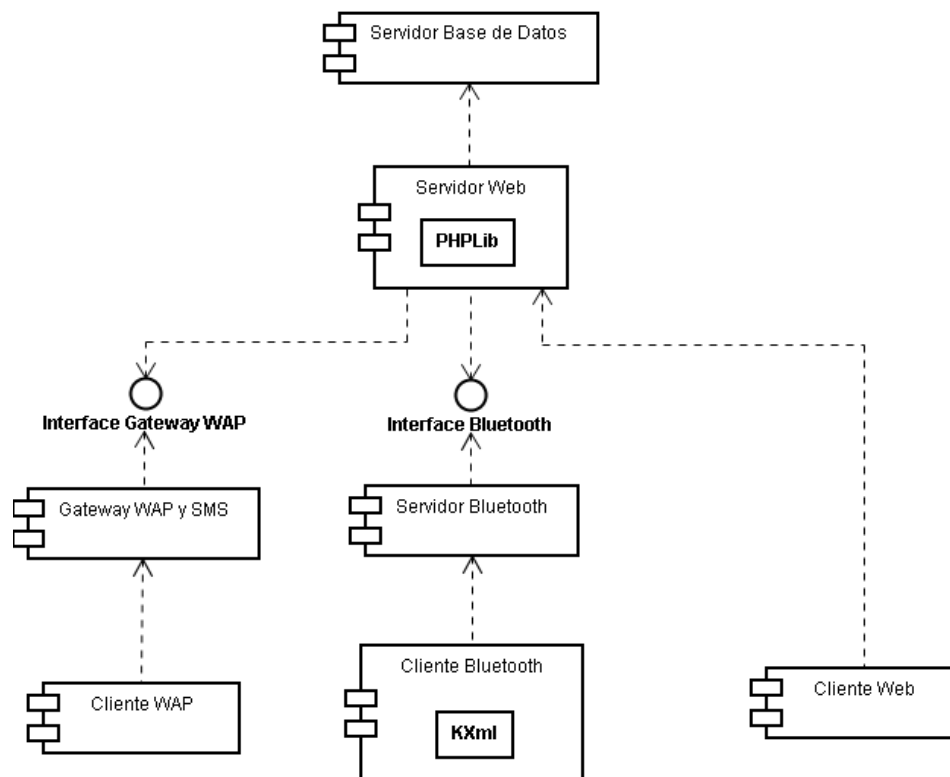 Servidor Base de Datos
Servidor Web
PHPLib
Interface Gateway WAP
Interface Bluetooth
Gateway WAP y SMS
Servidor Bluetooth
Cliente WAP
Cliente Bluetooth
KXml
Cliente Web